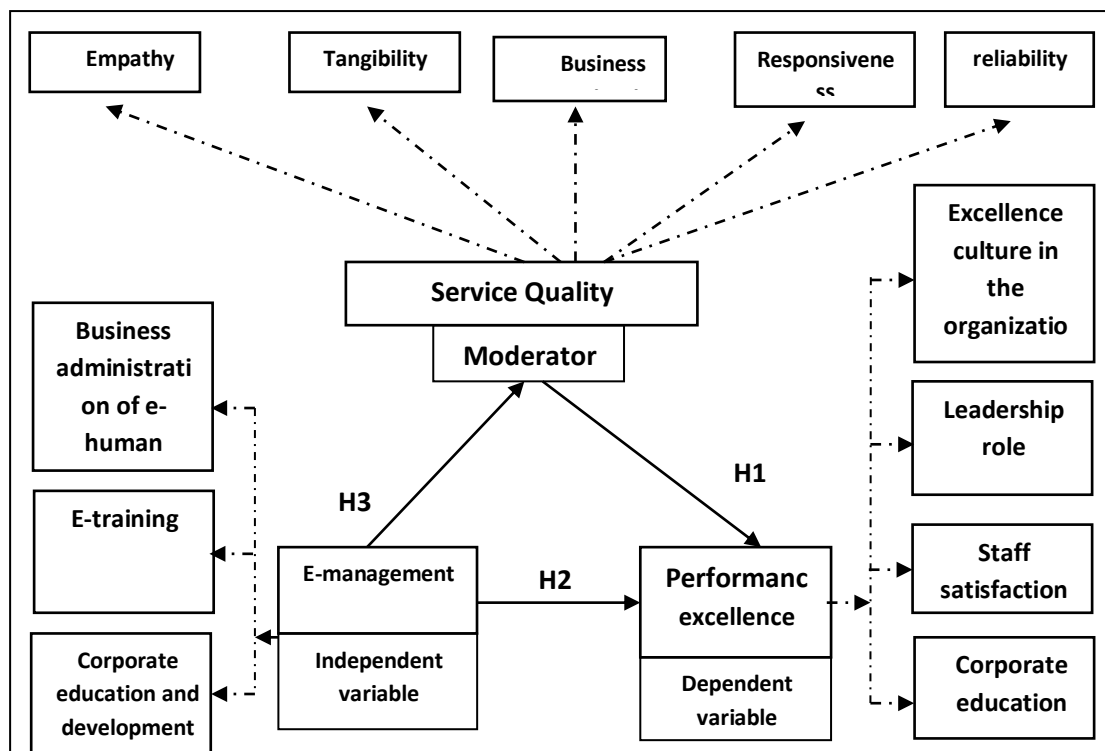 Empathy
Tangibility
Business
Responsivene
ss
reliability
Service Quality
Moderator
Business
administrati
on of e-
human
E-training
Corporate
education and
development
H3
H1
H2
E-management
Independent
variable
Performanc
excellence
Dependent
variable
Excellence
culture in
the
organizatio
Leadership
role
Staff
satisfaction
Corporate
education